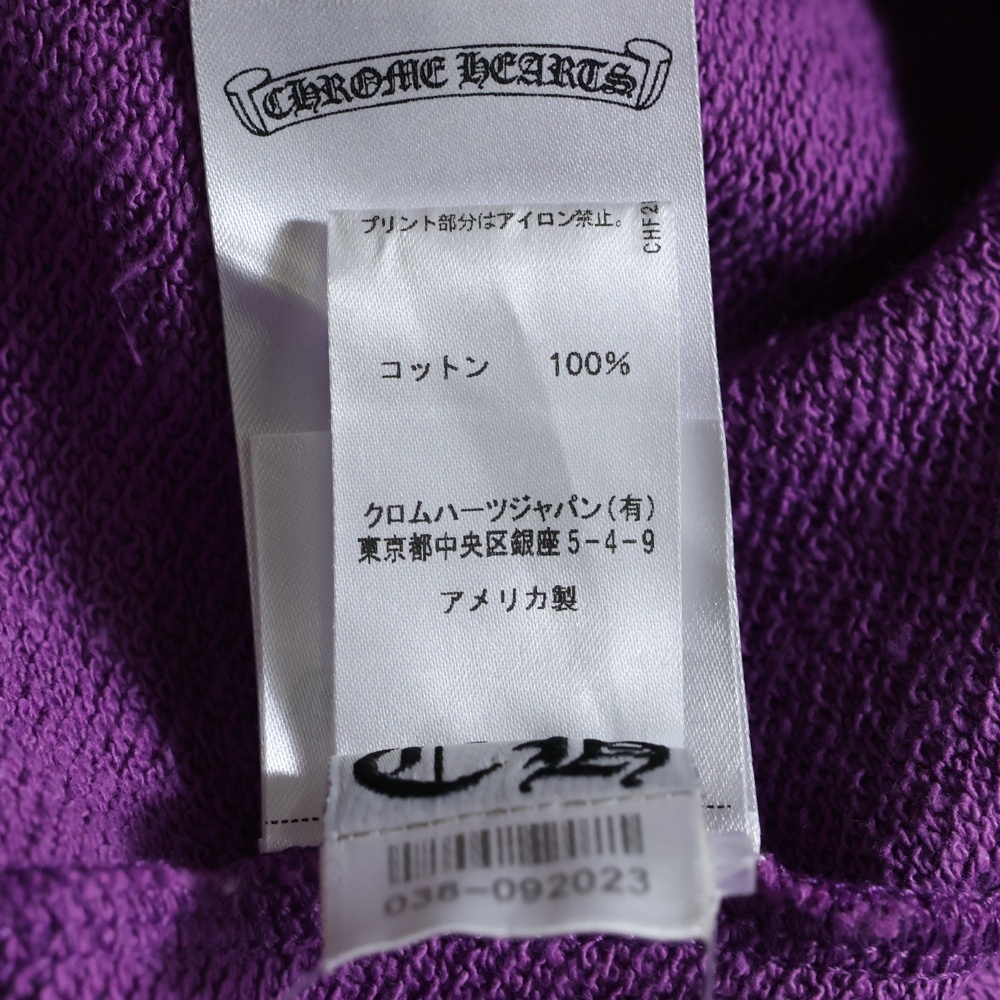 CHROME HEARTS
プリント部分はアイロン禁止。
CHF2
コットン 100%
クロムハーツジャパン(有)
東京都中央区銀座5-4-9
アメリカ製
CH
038-092023